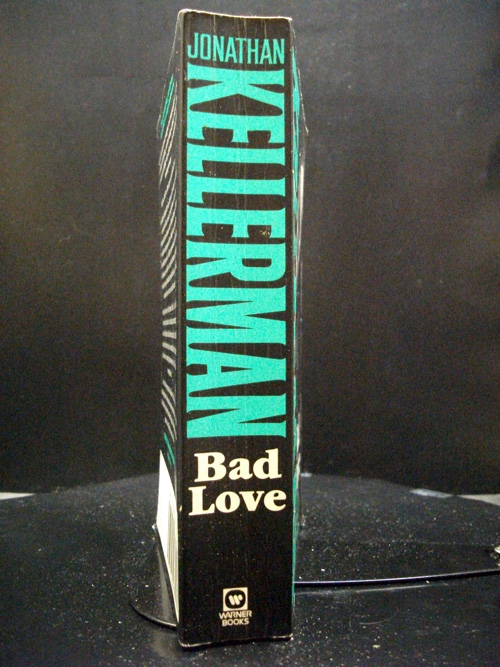 JONATHAN
KELLERMAN
Bad
Love
WARNER
BOOKS